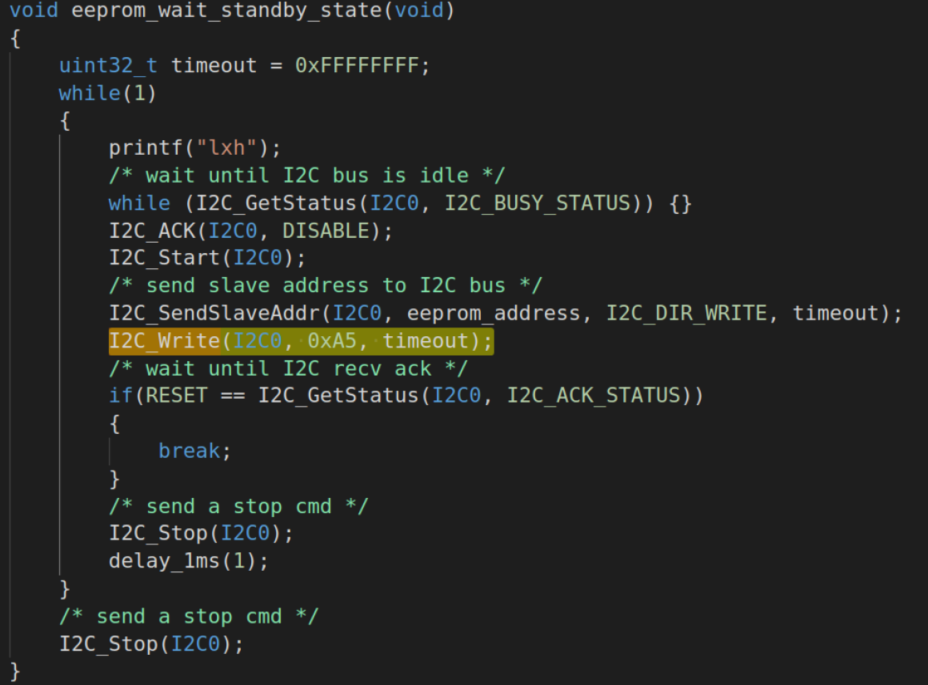 void eeprom_wait_standby_state(void)
{
    uint32_t timeout = 0xFFFFFFFF;
    while(1)
    {
        printf("lxh");
        /* wait until I2C bus is idle */
        while (I2C_GetStatus(I2C0, I2C_BUSY_STATUS)) {}
        I2C_ACK(I2C0, DISABLE);
        I2C_Start(I2C0);
        /* send slave address to I2C bus */
        I2C_SendSlaveAddr(I2C0, eeprom_address, I2C_DIR_WRITE, timeout);
        I2C_Write(I2C0, 0xA5, timeout);
        /* wait until I2C recv ack */
        if(RESET == I2C_GetStatus(I2C0, I2C_ACK_STATUS))
        {
            break;
        }
        /* send a stop cmd */
        I2C_Stop(I2C0);
        delay_1ms(1);
    }
    /* send a stop cmd */
    I2C_Stop(I2C0);
}